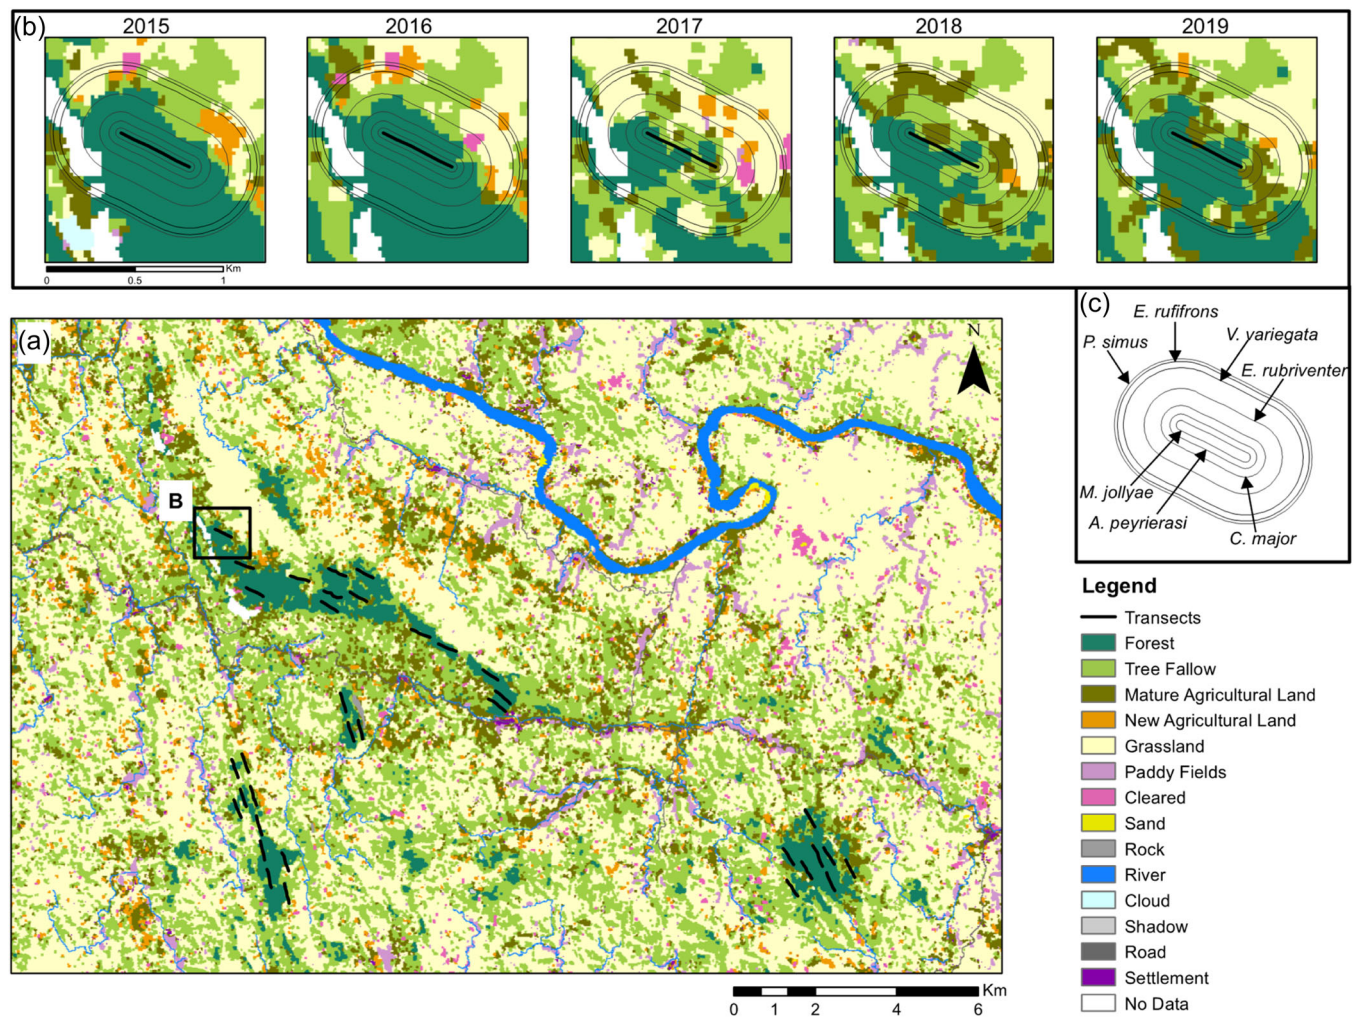 (b)
2015 2016 2017 2018 2019
Km
0 0.5 1
(a)
N
B
Km
0 1 2 4 6
(c)
E. rufifrons
P. simus
V. variegata
E. rubriventer
M. jollyae
A. peyrierasi
C. major
Legend
Transects
Forest
Tree Fallow
Mature Agricultural Land
New Agricultural Land
Grassland
Paddy Fields
Cleared
Sand
Rock
River
Cloud
Shadow
Road
Settlement
No Data